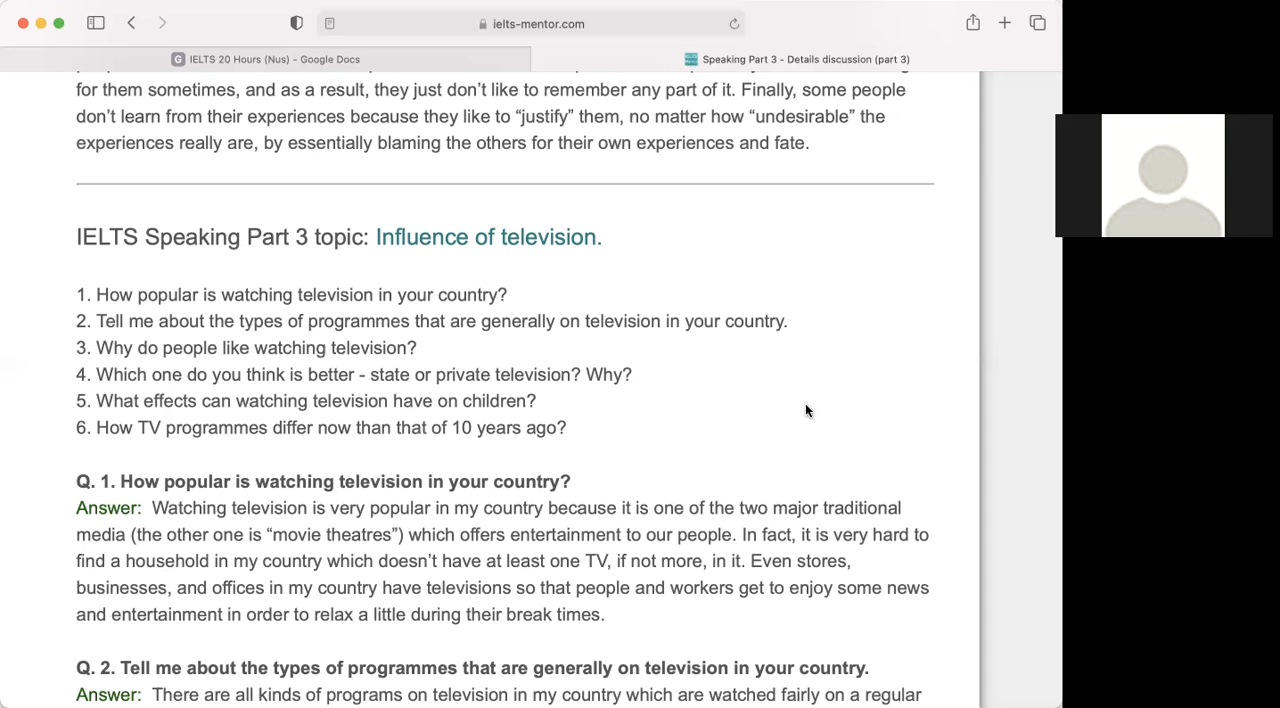 ielts-mentor.com
IELTS 20 Hours (Nus) - Google Docs
Speaking Part 3 - Details discussion (part 3)
for them sometimes, and as a result, they just don't like to remember any part of it. Finally, some people
don't learn from their experiences because they like to “justify” them, no matter how “undesirable” the
experiences really are, by essentially blaming the others for their own experiences and fate.
IELTS Speaking Part 3 topic: Influence of television.
1. How popular is watching television in your country?
2. Tell me about the types of programmes that are generally on television in your country.
3. Why do people like watching television?
4. Which one do you think is better - state or private television? Why?
5. What effects can watching television have on children?
6. How TV programmes differ now than that of 10 years ago?
Q. 1. How popular is watching television in your country?
Answer: Watching television is very popular in my country because it is one of the two major traditional
media (the other one is “movie theatres”) which offers entertainment to our people. In fact, it is very hard to
find a household in my country which doesn't have at least one TV, if not more, in it. Even stores,
businesses, and offices in my country have televisions so that people and workers get to enjoy some news
and entertainment in order to relax a little during their break times.
Q. 2. Tell me about the types of programmes that are generally on television in your country.
Answer: There are all kinds of programs on television in my country which are watched fairly on a regular